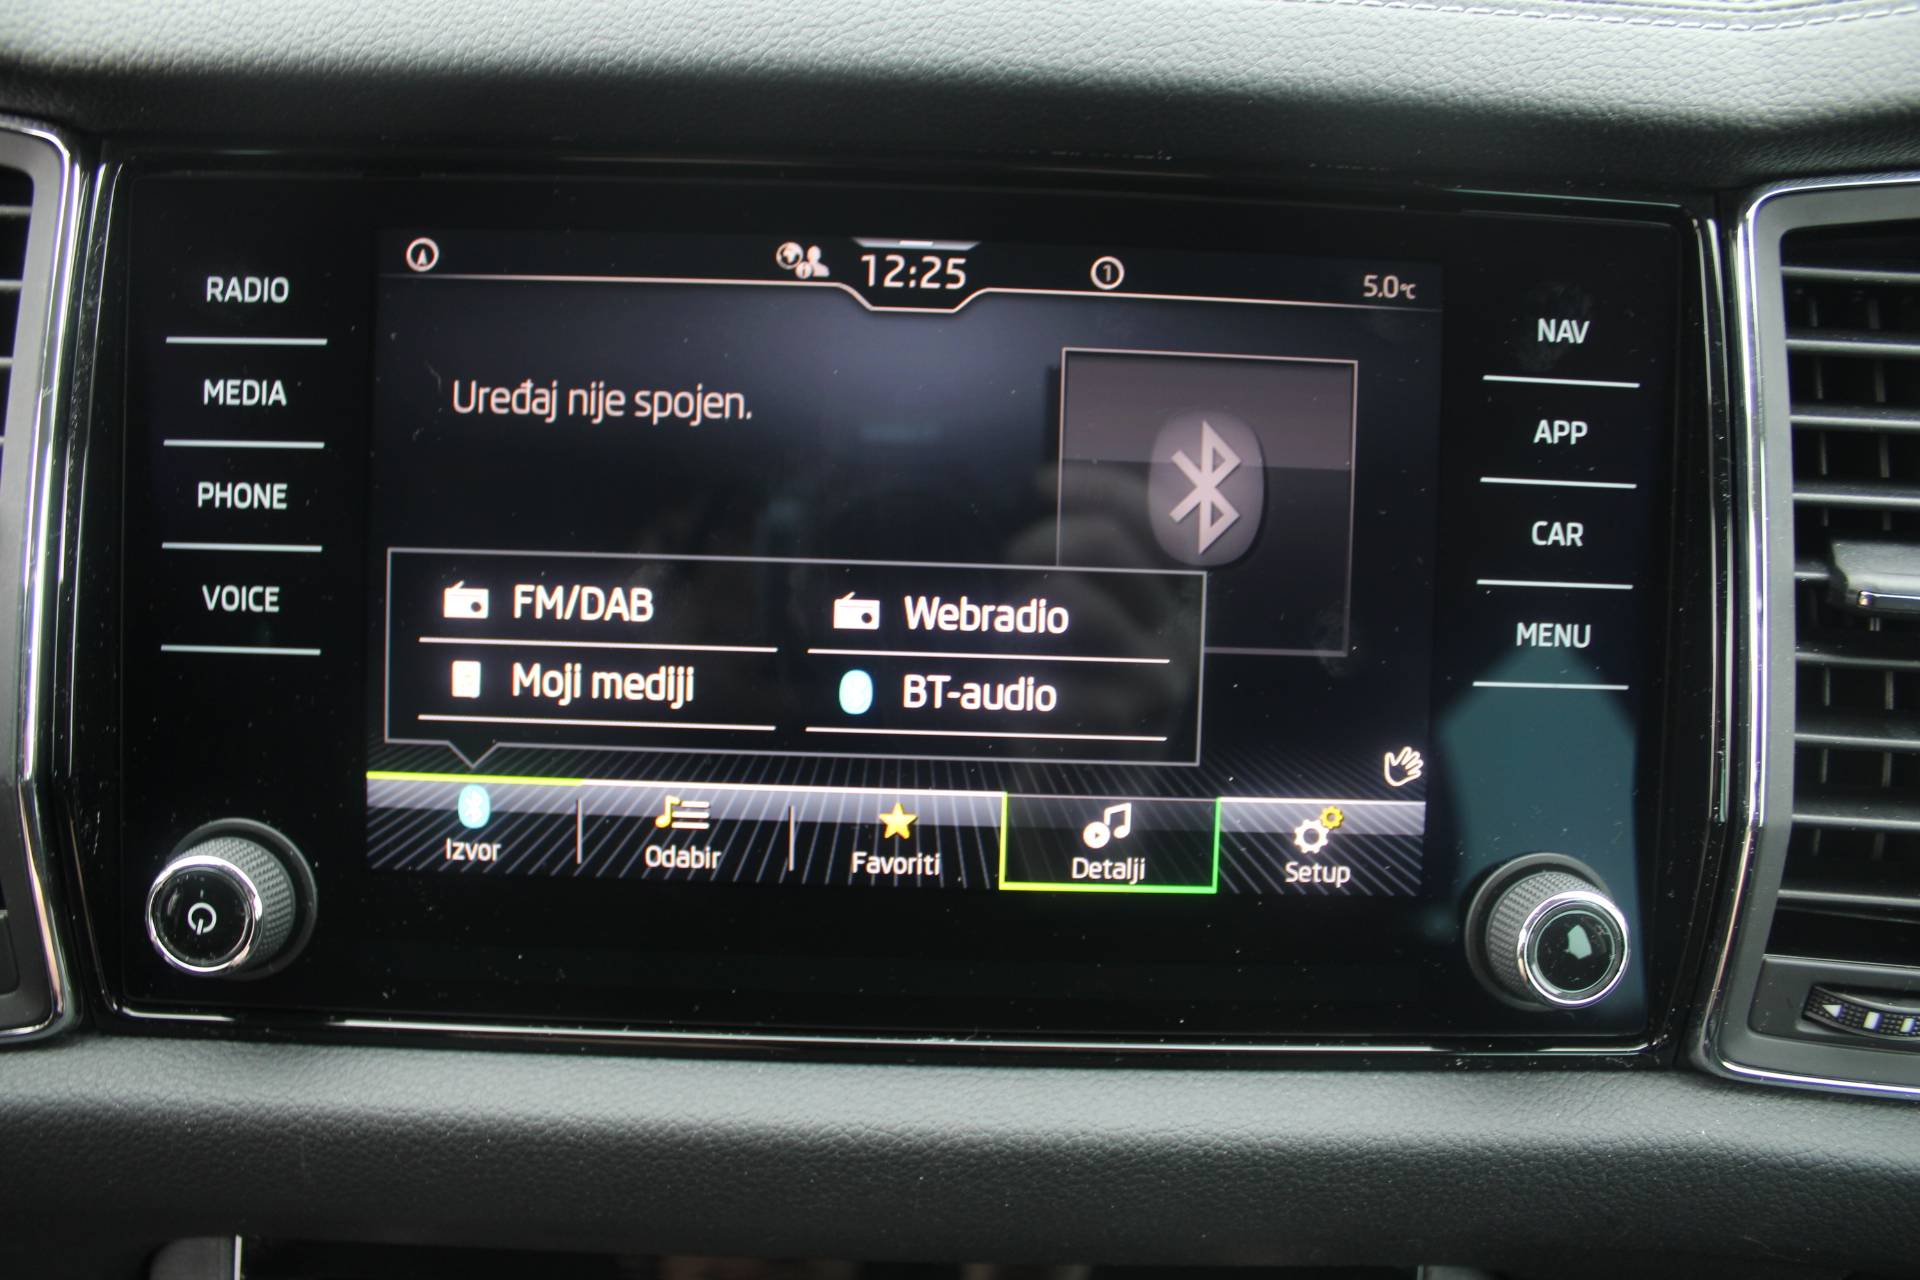 RADIO
MEDIA
PHONE
VOICE
12:25
1
5.0°C
Uređaj nije spojen.
FM/DAB
Webradio
Moji mediji
BT-audio
Izvor
Odabir
Favoriti
Detalji
Setup
NAV
APP
CAR
MENU